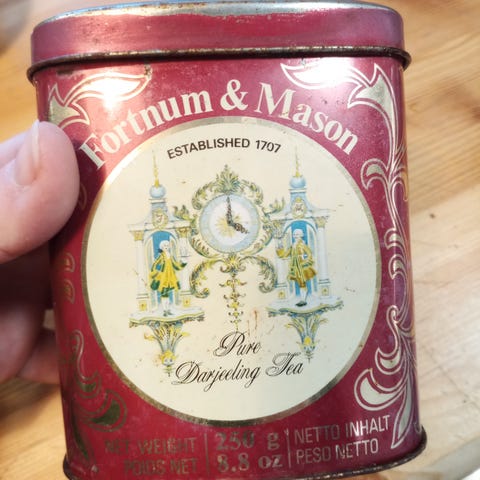 Fortnum & Mason
ESTABLISHED 1707
Pure
Darjeeling Tea
NET WEIGHT 250 g NETTO INHALT
POIDS NET 8.8 oz PESO NETTO